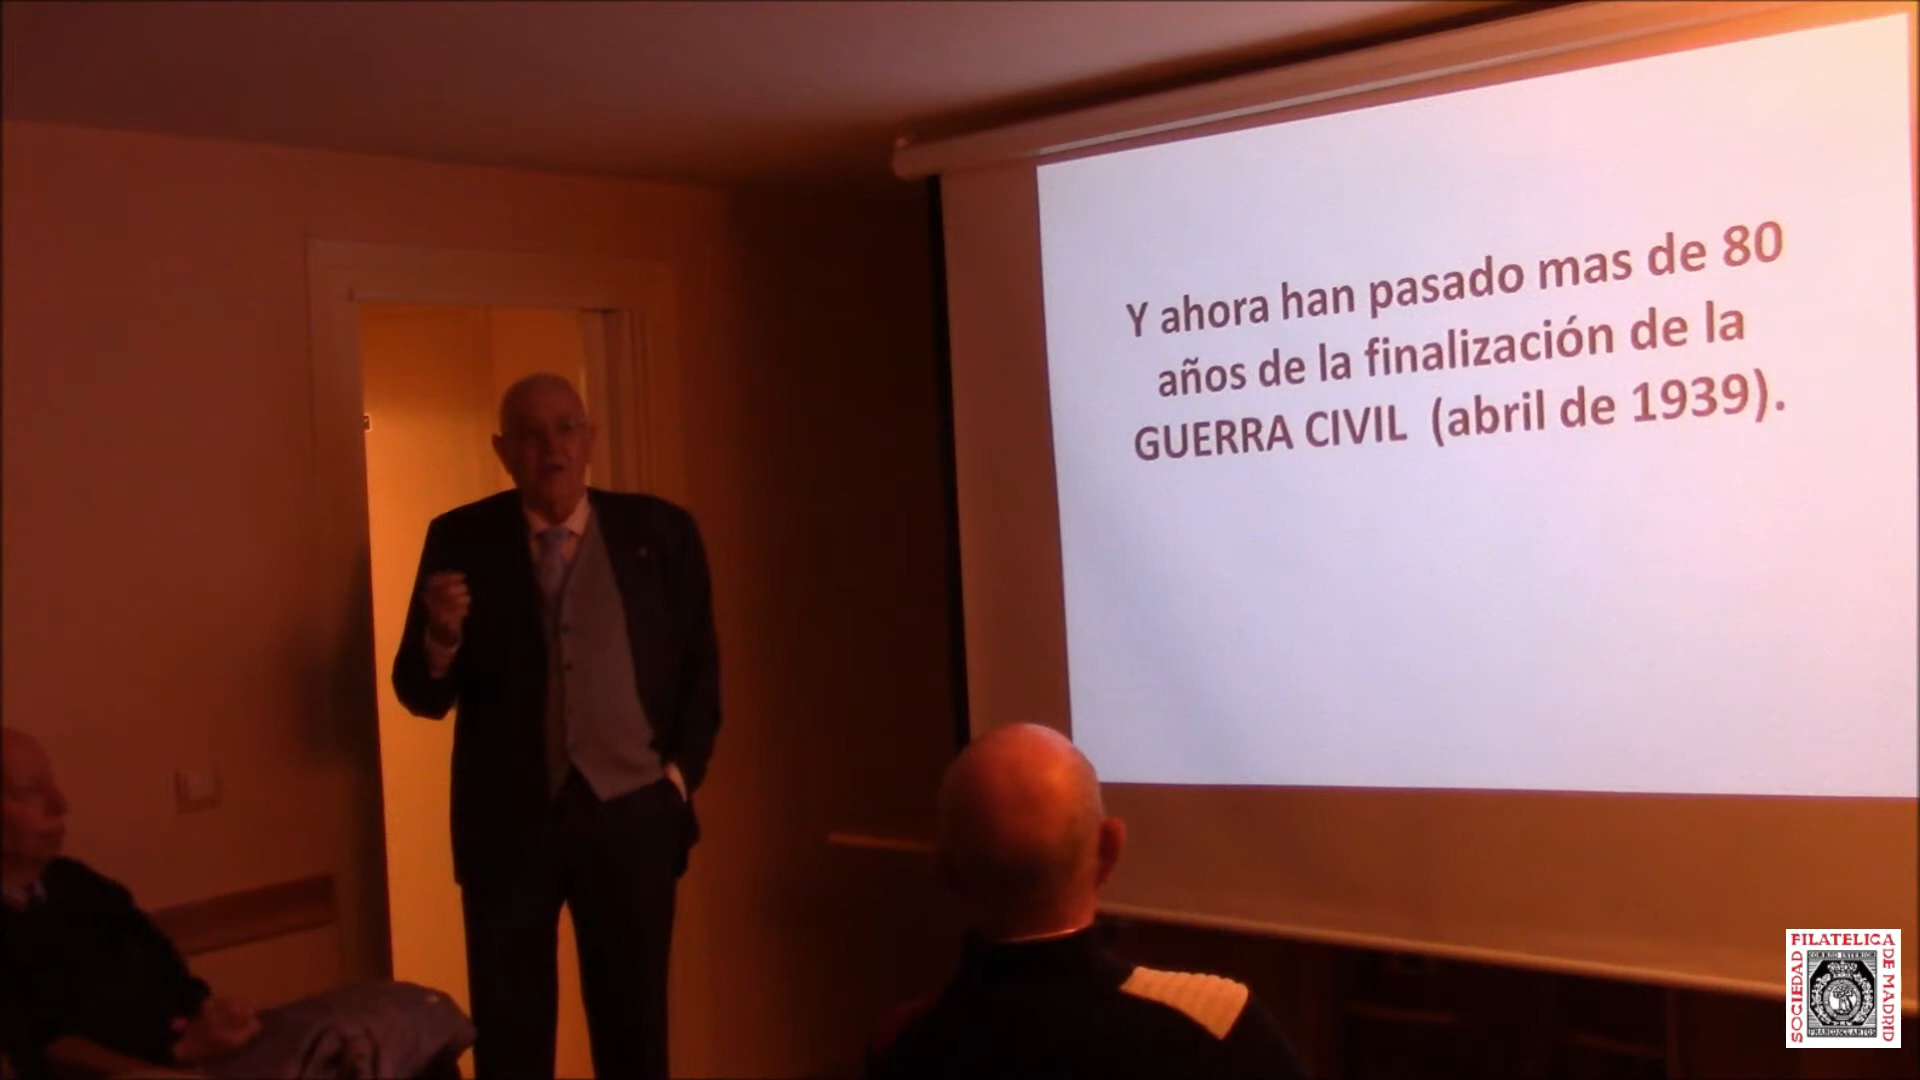 Y ahora han pasado mas de 80
años de la finalización de la
GUERRA CIVIL (abril de 1939).
SOCIEDAD
FILATELICA
DE MADRID